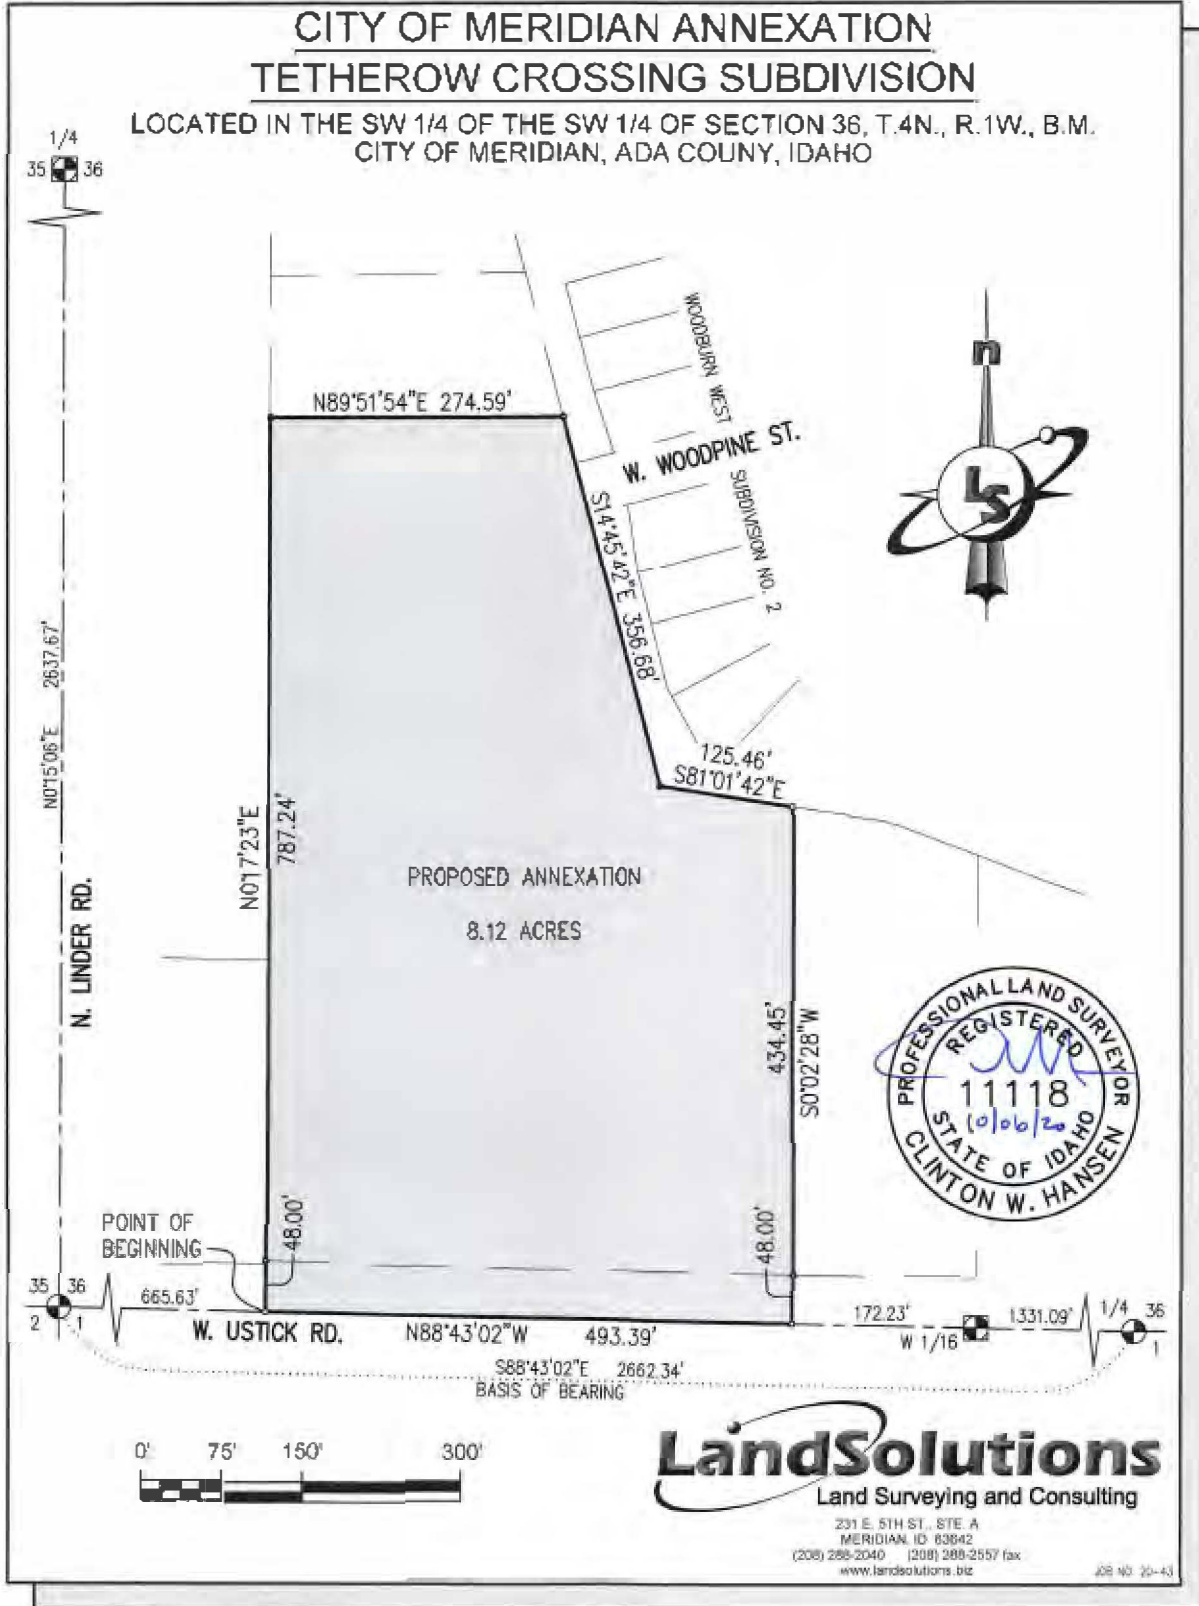 CITY OF MERIDIAN ANNEXATION
TETHEROW CROSSING SUBDIVISION
LOCATED IN THE SW 1/4 OF THE SW 1/4 OF SECTION 36, T.4N., R.1W., B.M.
CITY OF MERIDIAN, ADA COUNY, IDAHO
1/4
35 36
N89°51'54"E 274.59'
WOODBURN WEST
W. WOODPINE ST.
SUBDIVISION NO. 2
n
LS
S14°45'42"E 356.68'
N0°15'06"E 2637.67'
125.46'
S81°01'42"E
N0°17'23"E
787.24'
PROPOSED ANNEXATION
8.12 ACRES
N. LINDER RD.
434.45'
S0°02'28"W
PROFESSIONAL LAND SURVEYOR
REGISTERED
11118
10/06/20
STATE OF IDAHO
CLINTON W. HANSEN
POINT OF
BEGINNING
48.00'
48.00'
35 36
2 1
665.63'
W. USTICK RD.
N88°43'02"W 493.39'
172.23'
W 1/16
1331.09'
1/4 36
1
S88°43'02"E 2662.34'
BASIS OF BEARING
0' 75' 150' 300'
LandSolutions
Land Surveying and Consulting
231 E. 5TH ST., STE. A
MERIDIAN, ID 83642
(208) 288-2040 (208) 288-2557 fax
www.landsolutions.biz
JOB NO. 20-43